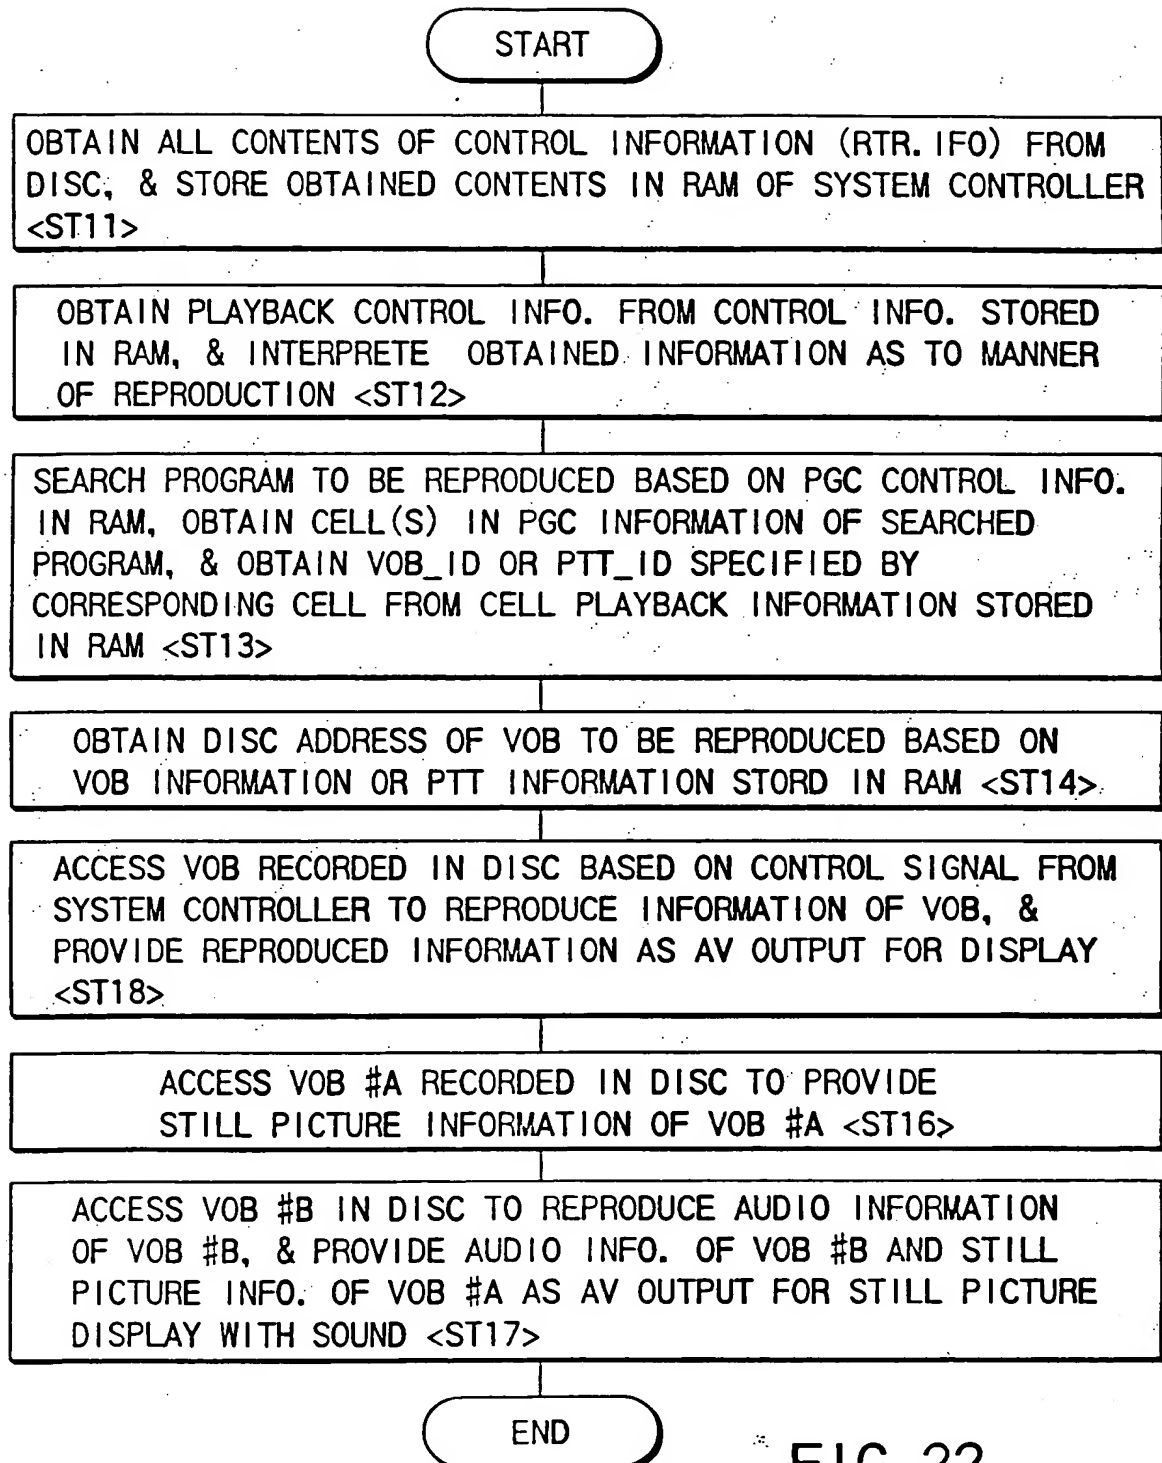 START
OBTAIN ALL CONTENTS OF CONTROL INFORMATION (RTR.IFO) FROM
DISC, & STORE OBTAINED CONTENTS IN RAM OF SYSTEM CONTROLLER
<ST11>
OBTAIN PLAYBACK CONTROL INFO. FROM CONTROL INFO. STORED
IN RAM, & INTERPRETE OBTAINED INFORMATION AS TO MANNER
OF REPRODUCTION <ST12>
SEARCH PROGRAM TO BE REPRODUCED BASED ON PGC CONTROL INFO.
IN RAM, OBTAIN CELL(S) IN PGC INFORMATION OF SEARCHED
PROGRAM, & OBTAIN VOB_ID OR PTT_ID SPECIFIED BY
CORRESPONDING CELL FROM CELL PLAYBACK INFORMATION STORED
IN RAM <ST13>
OBTAIN DISC ADDRESS OF VOB TO BE REPRODUCED BASED ON
VOB INFORMATION OR PTT INFORMATION STORD IN RAM <ST14>
ACCESS VOB RECORDED IN DISC BASED ON CONTROL SIGNAL FROM
SYSTEM CONTROLLER TO REPRODUCE INFORMATION OF VOB, &
PROVIDE REPRODUCED INFORMATION AS AV OUTPUT FOR DISPLAY
<ST18>
ACCESS VOB #A RECORDED IN DISC TO PROVIDE
STILL PICTURE INFORMATION OF VOB #A <ST16>
ACCESS VOB #B IN DISC TO REPRODUCE AUDIO INFORMATION
OF VOB #B, & PROVIDE AUDIO INFO. OF VOB #B AND STILL
PICTURE INFO. OF VOB #A AS AV OUTPUT FOR STILL PICTURE
DISPLAY WITH SOUND <ST17>
END
FIG. 22